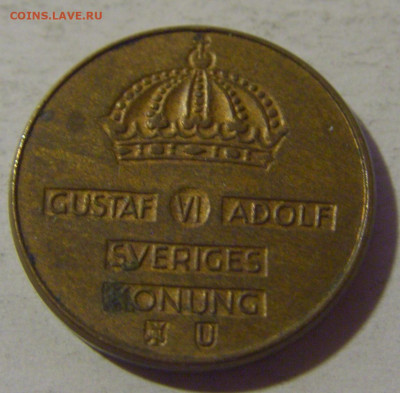 COINS.LAVE.RU
GUSTAF VI ADOLF
SVERIGES
KONUNG
U